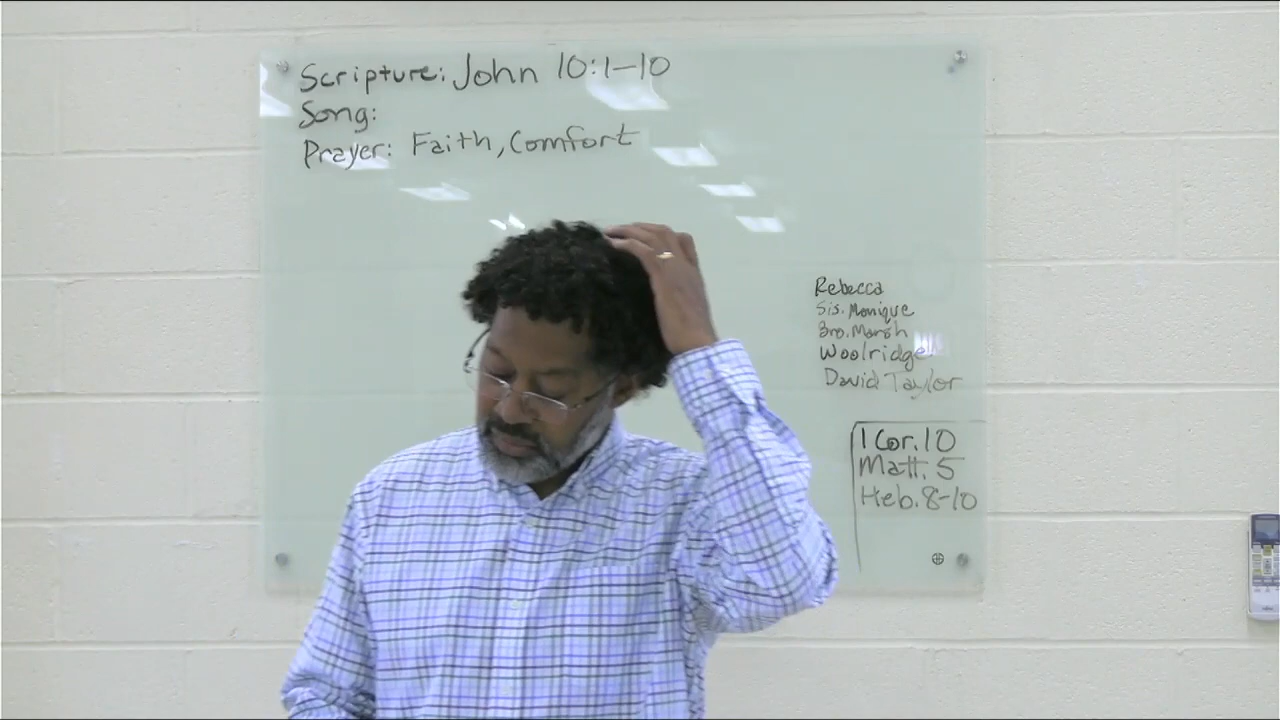 Scripture: John 10:1-10
Song:
Prayer: Faith, Comfort
Rebecca
Sis. Monique
Bro. Marsh
Woolridge
David Taylor
1 Cor. 10
Matt. 5
Heb. 8-10